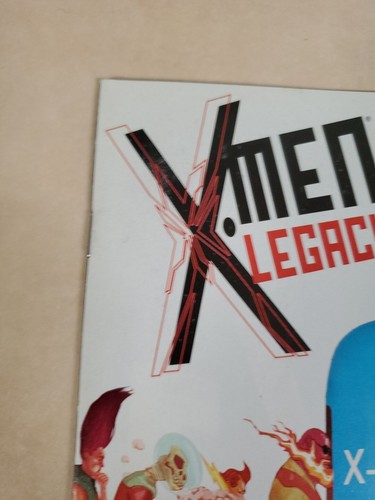 X-MEN
LEGAC
X-